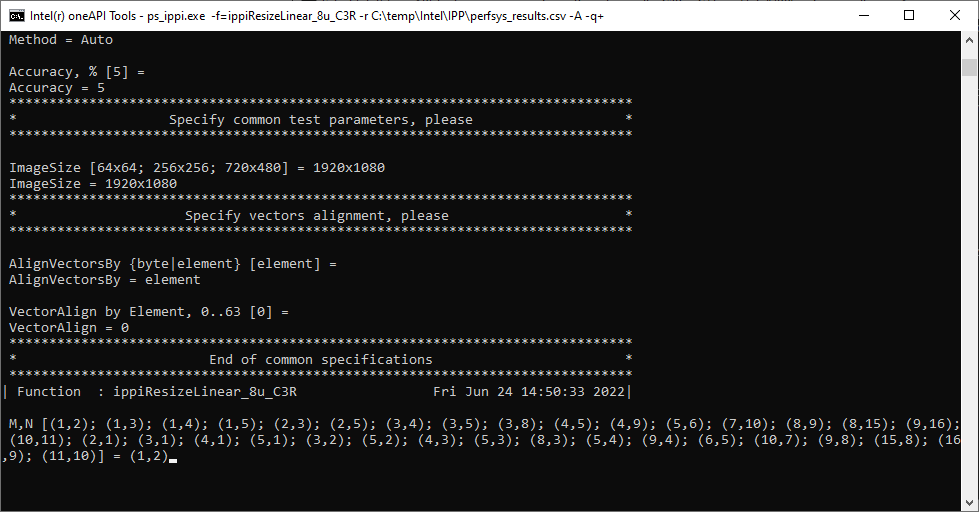 Intel(r) oneAPI Tools - ps_ippi.exe  -f=ippiResizeLinear_8u_C3R -r C:\temp\Intel\IPP\perfsys_results.csv -A -q+
Method = Auto
Accuracy, % [5] =
Accuracy = 5
******************************************************************************
*                   Specify common test parameters, please                   *
******************************************************************************
ImageSize [64x64; 256x256; 720x480] = 1920x1080
ImageSize = 1920x1080
******************************************************************************
*                     Specify vectors alignment, please                      *
******************************************************************************
AlignVectorsBy {byte|element} [element] =
AlignVectorsBy = element
VectorAlign by Element, 0..63 [0] =
VectorAlign = 0
******************************************************************************
*                        End of common specifications                        *
******************************************************************************
| Function  : ippiResizeLinear_8u_C3R                 Fri Jun 24 14:50:33 2022|
M,N [(1,2); (1,3); (1,4); (1,5); (2,3); (2,5); (3,4); (3,5); (3,8); (4,5); (4,9); (5,6); (7,10); (8,9); (8,15); (9,16);
(10,11); (2,1); (3,1); (4,1); (5,1); (3,2); (5,2); (4,3); (5,3); (8,3); (5,4); (9,4); (6,5); (10,7); (9,8); (15,8); (16
,9); (11,10)] = (1,2)